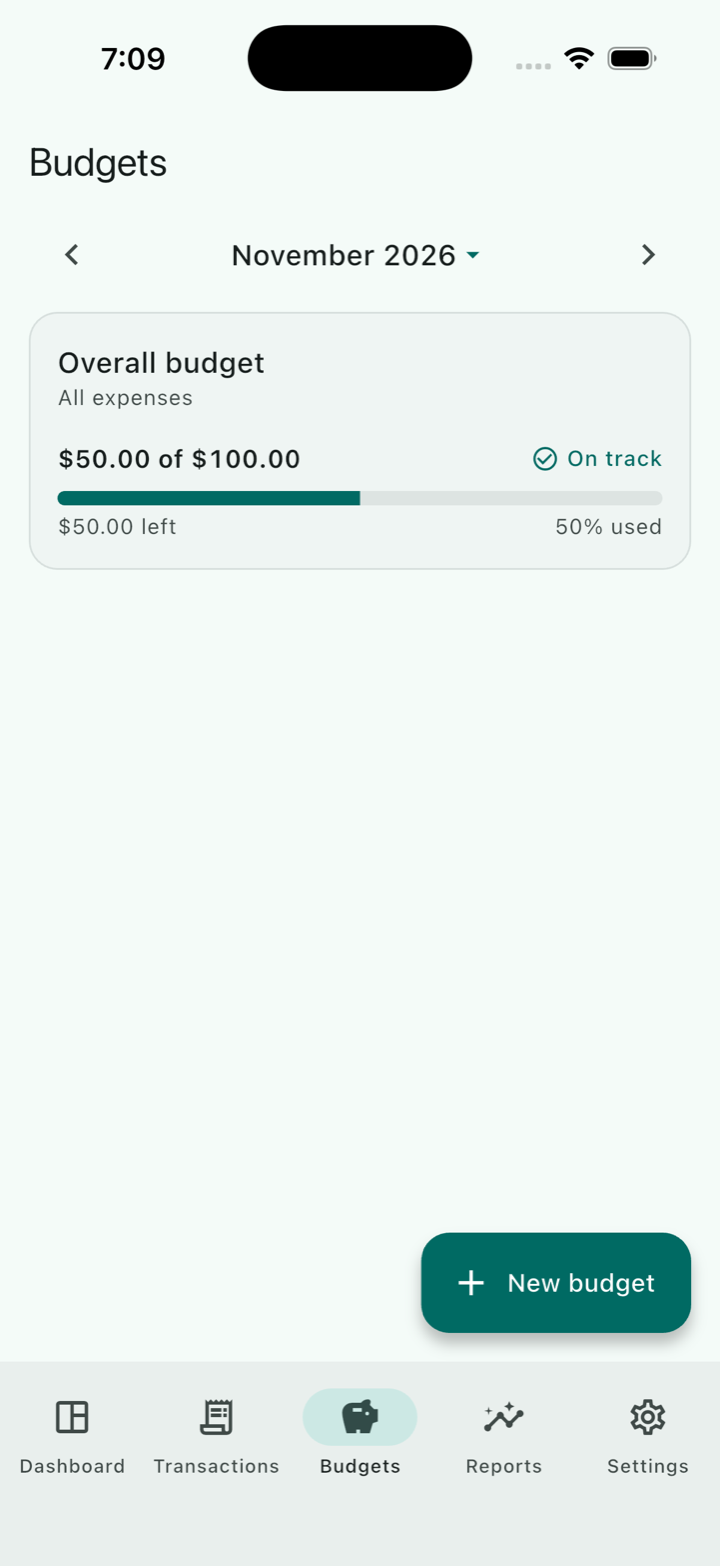 7:09
Budgets
November 2026
Overall budget
All expenses
$50.00 of $100.00
On track
$50.00 left
50% used
New budget
Dashboard
Transactions
Budgets
Reports
Settings